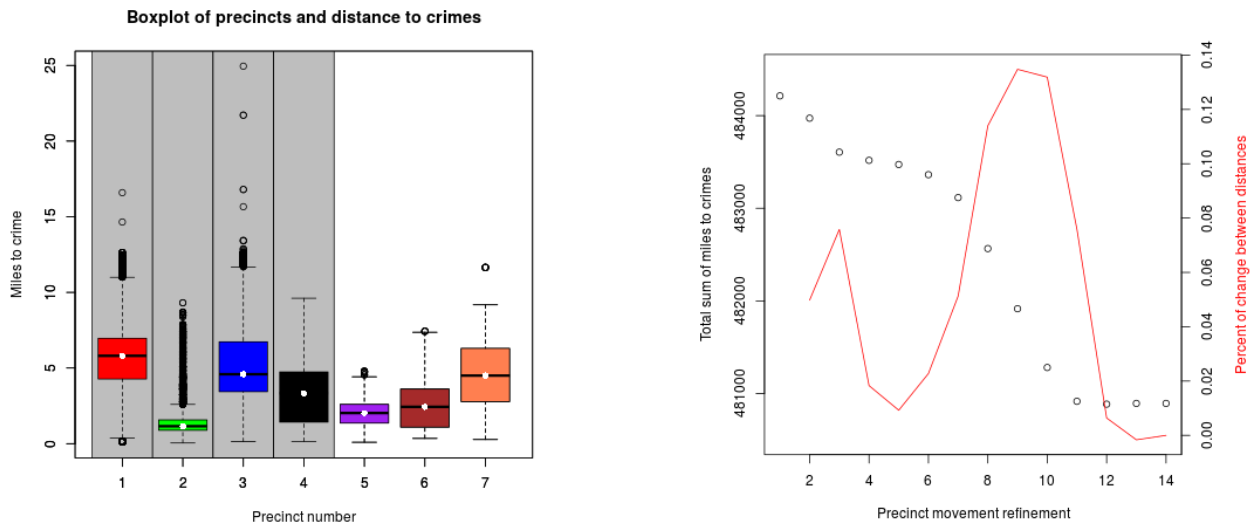 Boxplot of precincts and distance to crimes
Miles to crime
25
20
15
10
5
0
1 2 3 4 5 6 7
Precinct number
Total sum of miles to crimes
484000
483000
482000
481000
2 4 6 8 10 12 14
Precinct movement refinement
0.14
0.12
0.10
0.08
0.06
0.04
0.02
0.00
Percent of change between distances